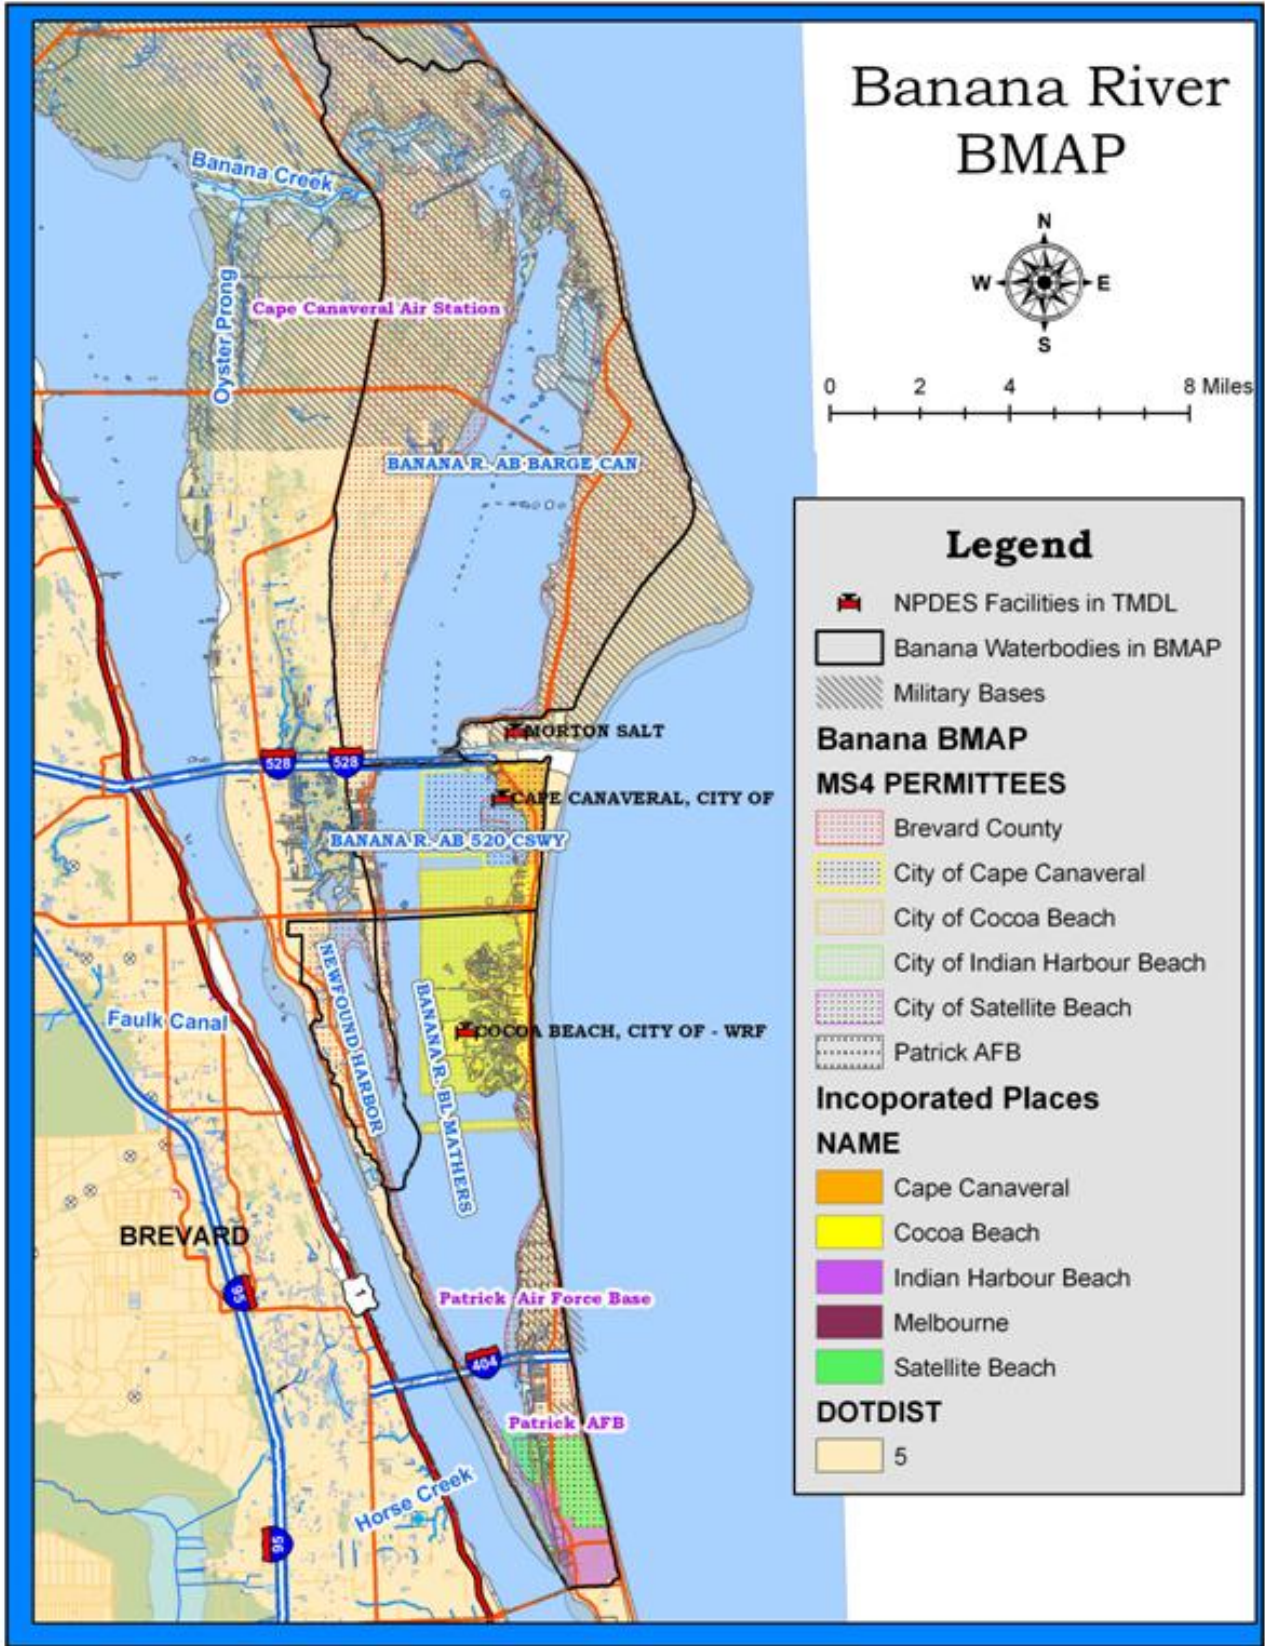 Banana River
BMAP
N
W
E
S
0 2 4 8 Miles
Banana Creek
Oyster Prong
Cape Canaveral Air Station
BANANA R. AB BARGE CAN
MORTON SALT
528
528
CAPE CANAVERAL, CITY OF
BANANA R. AB 520 CSWY
NEWFOUND HARBOR
BANANA R. BL MATHERS
Faulk Canal
COCOA BEACH, CITY OF - WRF
BREVARD
95
1
Patrick Air Force Base
404
Patrick AFB
Horse Creek
95
Legend
NPDES Facilities in TMDL
Banana Waterbodies in BMAP
Military Bases
Banana BMAP
MS4 PERMITTEES
Brevard County
City of Cape Canaveral
City of Cocoa Beach
City of Indian Harbour Beach
City of Satellite Beach
Patrick AFB
Incoporated Places
NAME
Cape Canaveral
Cocoa Beach
Indian Harbour Beach
Melbourne
Satellite Beach
DOTDIST
5